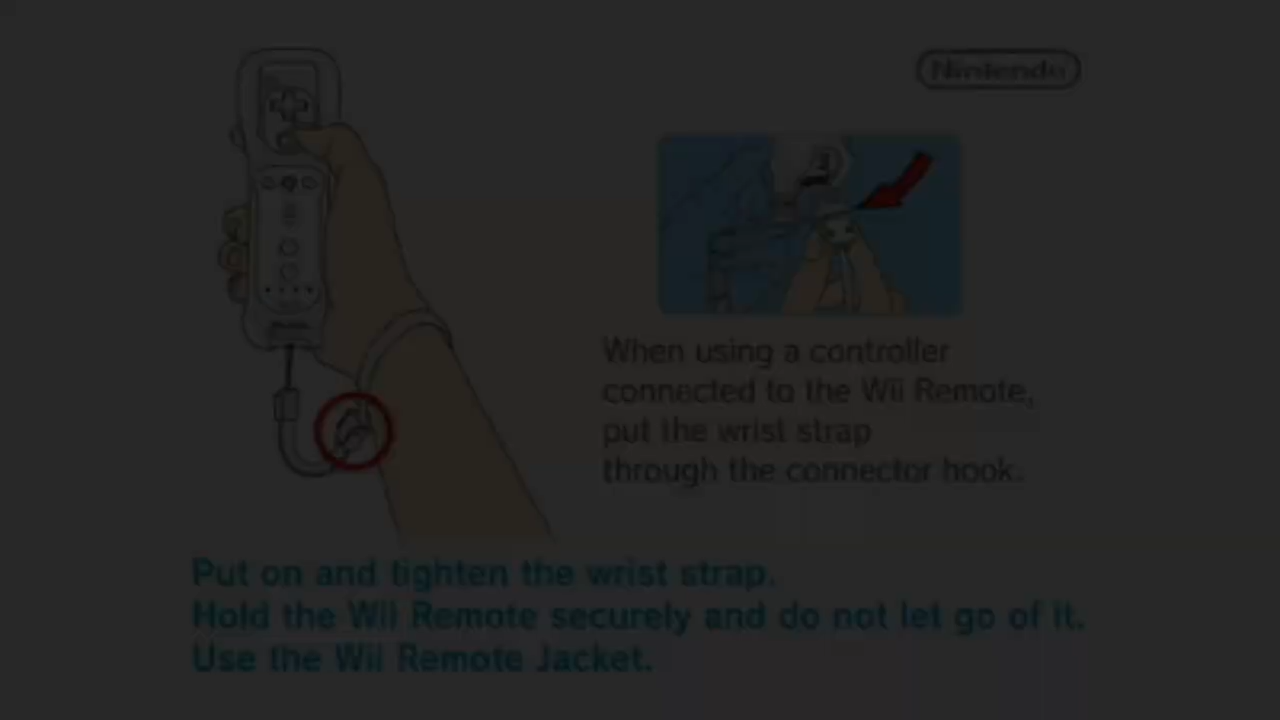 Nintendo
When using a controller
connected to the Wii Remote,
put the wrist strap
through the connector hook.
Put on and tighten the wrist strap.
Hold the Wii Remote securely and do not let go of it.
Use the Wii Remote Jacket.